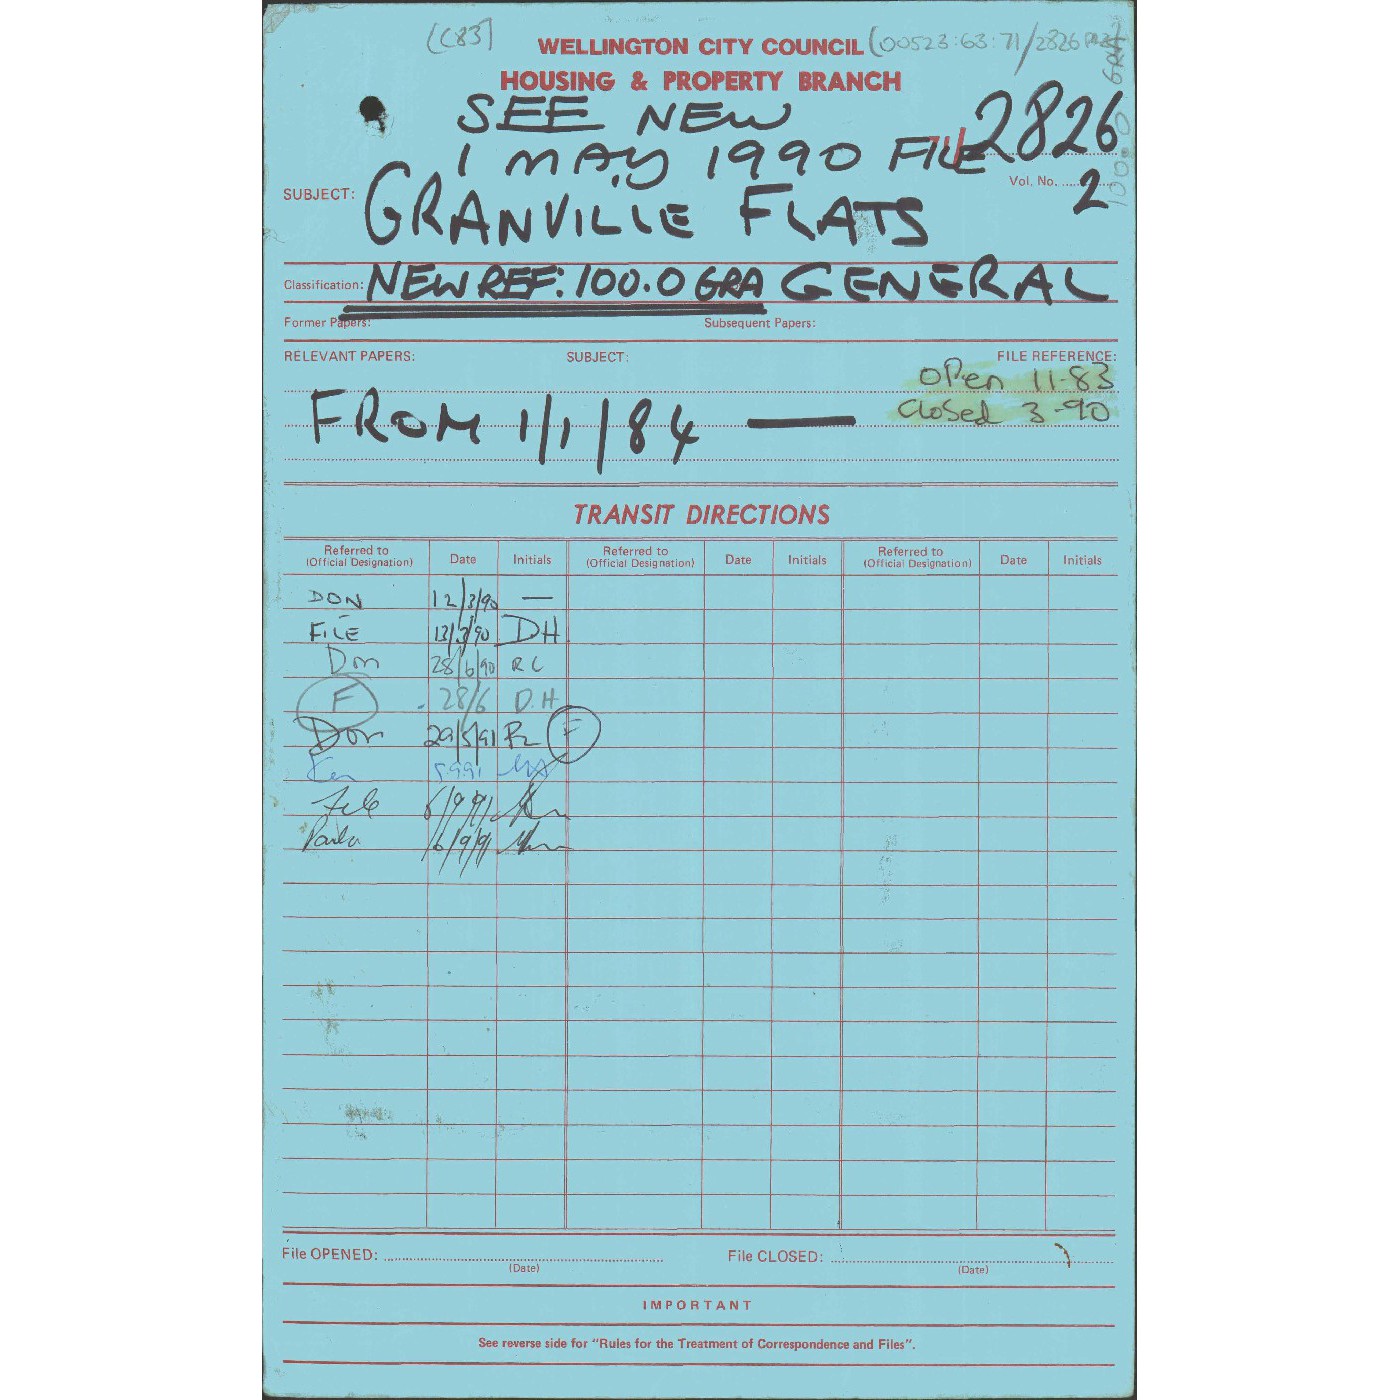 (C83)
WELLINGTON CITY COUNCIL (00523:63:71/2826
HOUSING & PROPERTY BRANCH
SEE NEW
1 MAY 1990 FILE 2826
Vol. No. 2
SUBJECT: GRANVILLE FLATS
Classification: NEW REF: 100.0 GRA GENERAL
Former Papers: Subsequent Papers:
RELEVANT PAPERS: SUBJECT: FILE REFERENCE:
Open 11-83
Closed 3-90
FROM 1/1/84 —
TRANSIT DIRECTIONS
Referred to Date Initials Referred to Date Initials Referred to Date Initials
(Official Designation) (Official Designation) (Official Designation)
DON 12/3/90 —
FILE 13/3/90 DH
Dm 28/6/90 RC
F 28/6 D.H
Don 29/5/91 F
Ken 5.9.91
File 6/9/91
6/9/91
File OPENED: File CLOSED:
(Date) (Date)
IMPORTANT
See reverse side for "Rules for the Treatment of Correspondence and Files".